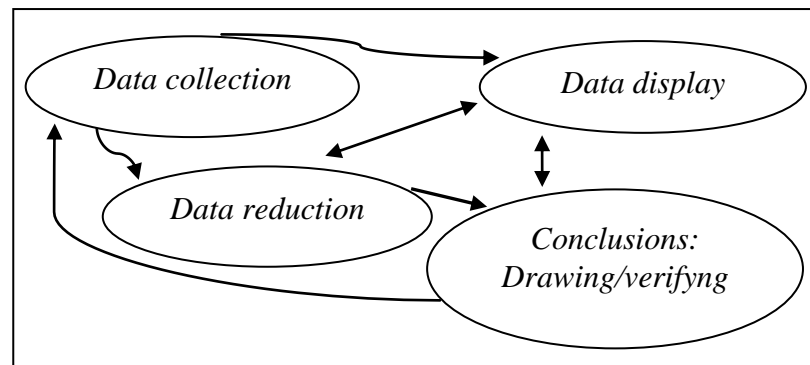 Data collection
Data display
Data reduction
Conclusions:
Drawing/verifyng